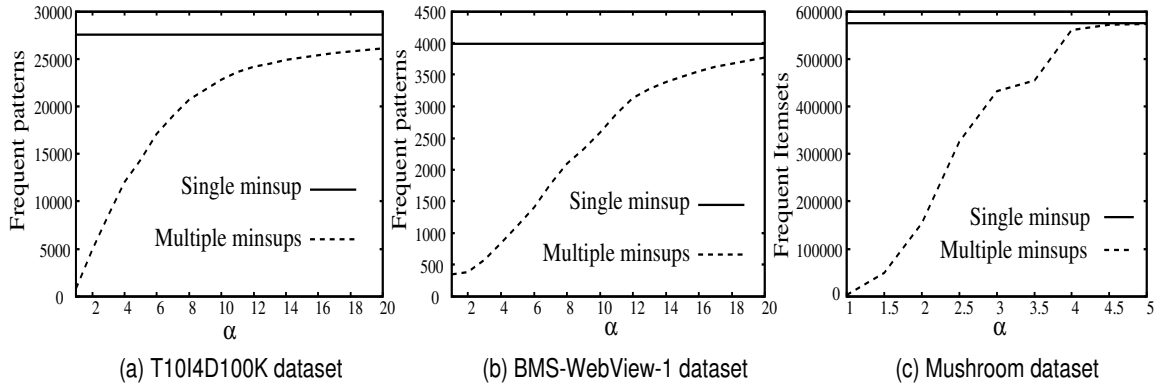 Frequent patterns
30000
25000
20000
15000
10000
5000
0
Single minsup
Multiple minsups
2 4 6 8 10 12 14 16 18 20
α
(a) T10I4D100K dataset
Frequent patterns
4500
4000
3500
3000
2500
2000
1500
1000
500
0
Single minsup
Multiple minsups
2 4 6 8 10 12 14 16 18 20
α
(b) BMS-WebView-1 dataset
Frequent Itemsets
600000
500000
400000
300000
200000
100000
0
Single minsup
Multiple minsups
1 1.5 2 2.5 3 3.5 4 4.5 5
α
(c) Mushroom dataset